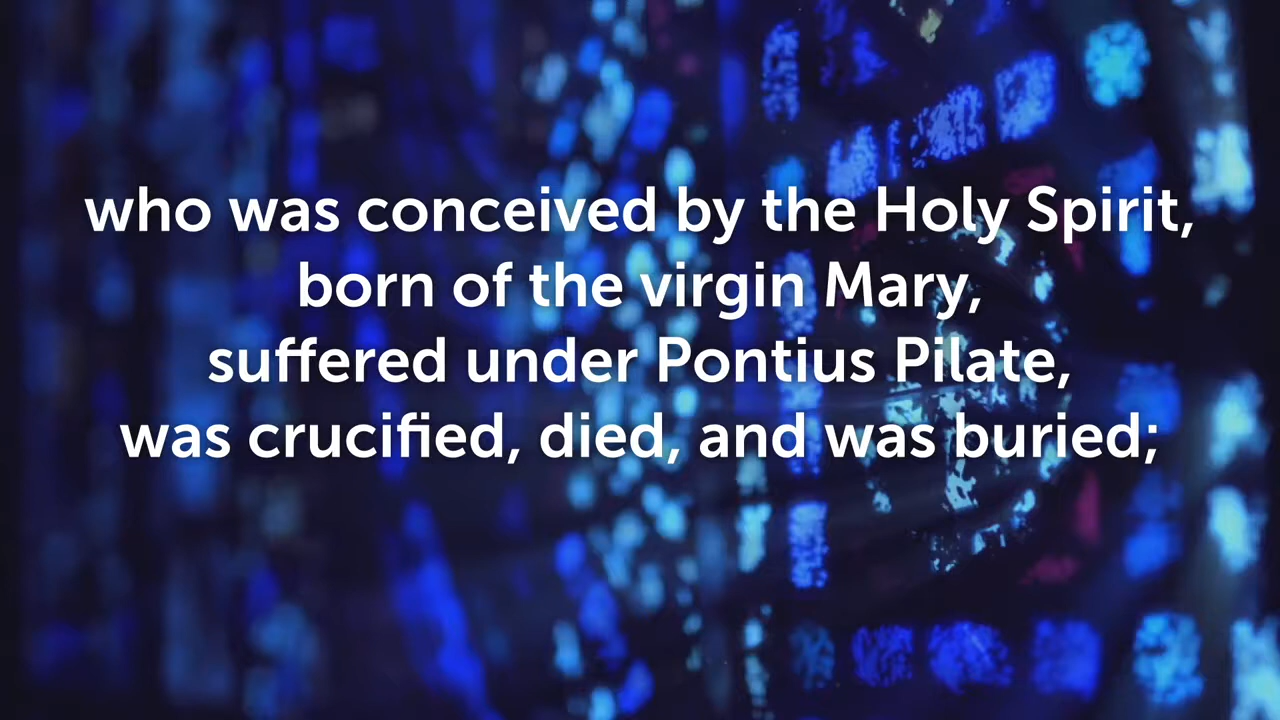 who was conceived by the Holy Spirit,
born of the virgin Mary,
suffered under Pontius Pilate,
was crucified, died, and was buried;